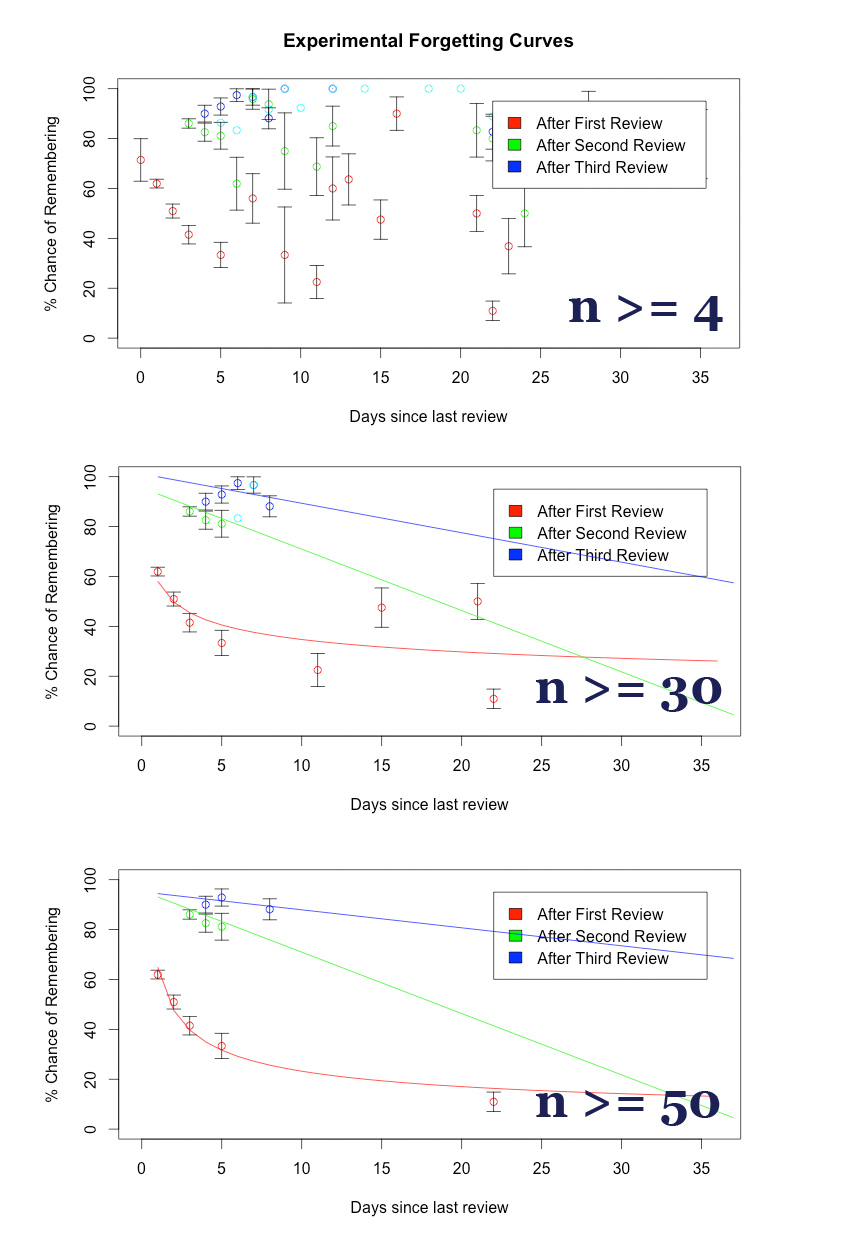 Experimental Forgetting Curves
% Chance of Remembering
100
80
60
40
20
0
After First Review
After Second Review
After Third Review
n >= 4
0 5 10 15 20 25 30 35
Days since last review
% Chance of Remembering
100
80
60
40
20
0
After First Review
After Second Review
After Third Review
n >= 30
0 5 10 15 20 25 30 35
Days since last review
% Chance of Remembering
100
80
60
40
20
0
After First Review
After Second Review
After Third Review
n >= 50
0 5 10 15 20 25 30 35
Days since last review